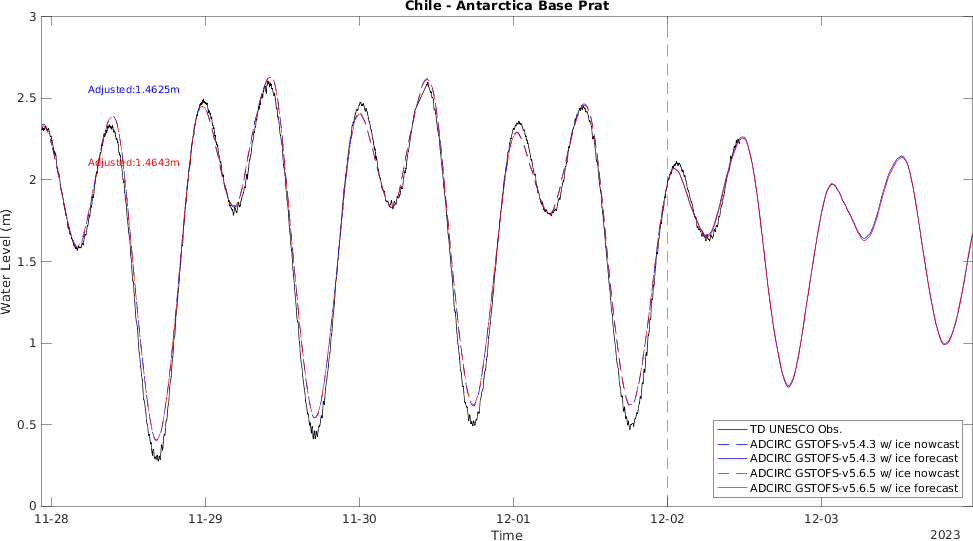 Chile - Antarctica Base Prat
3
2.5
2
1.5
1
0.5
0
Water Level (m)
Adjusted:1.4625m
Adjusted:1.4643m
TD UNESCO Obs.
ADCIRC GSTOFS-v5.4.3 w/ ice nowcast
ADCIRC GSTOFS-v5.4.3 w/ ice forecast
ADCIRC GSTOFS-v5.6.5 w/ ice nowcast
ADCIRC GSTOFS-v5.6.5 w/ ice forecast
11-28 11-29 11-30 12-01 12-02 12-03
Time
2023